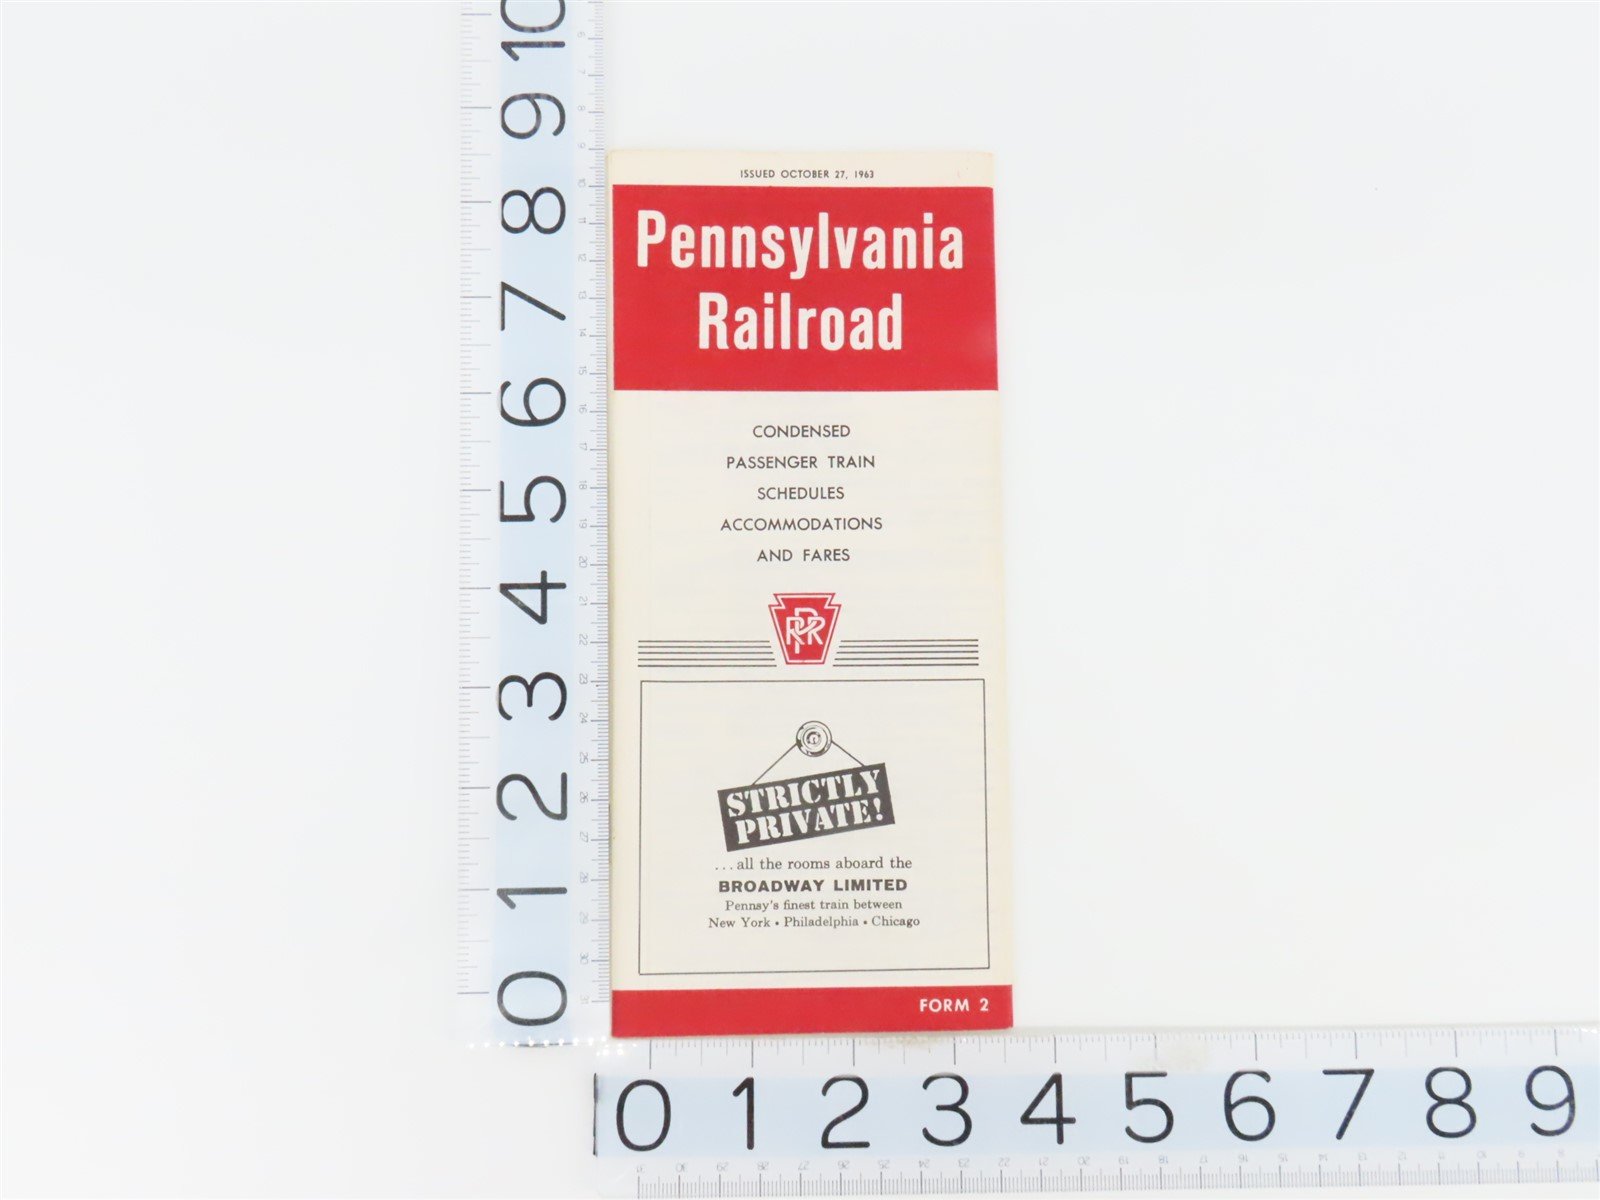 ISSUED OCTOBER 27, 1963
Pennsylvania
Railroad
CONDENSED
PASSENGER TRAIN
SCHEDULES
ACCOMMODATIONS
AND FARES
PRR
STRICTLY
PRIVATE!
...all the rooms aboard the
BROADWAY LIMITED
Pennsy's finest train between
New York • Philadelphia • Chicago
FORM 2
10
9
8
7
6
5
4
3
2
1
0
0 1 2 3 4 5 6 7 8 9